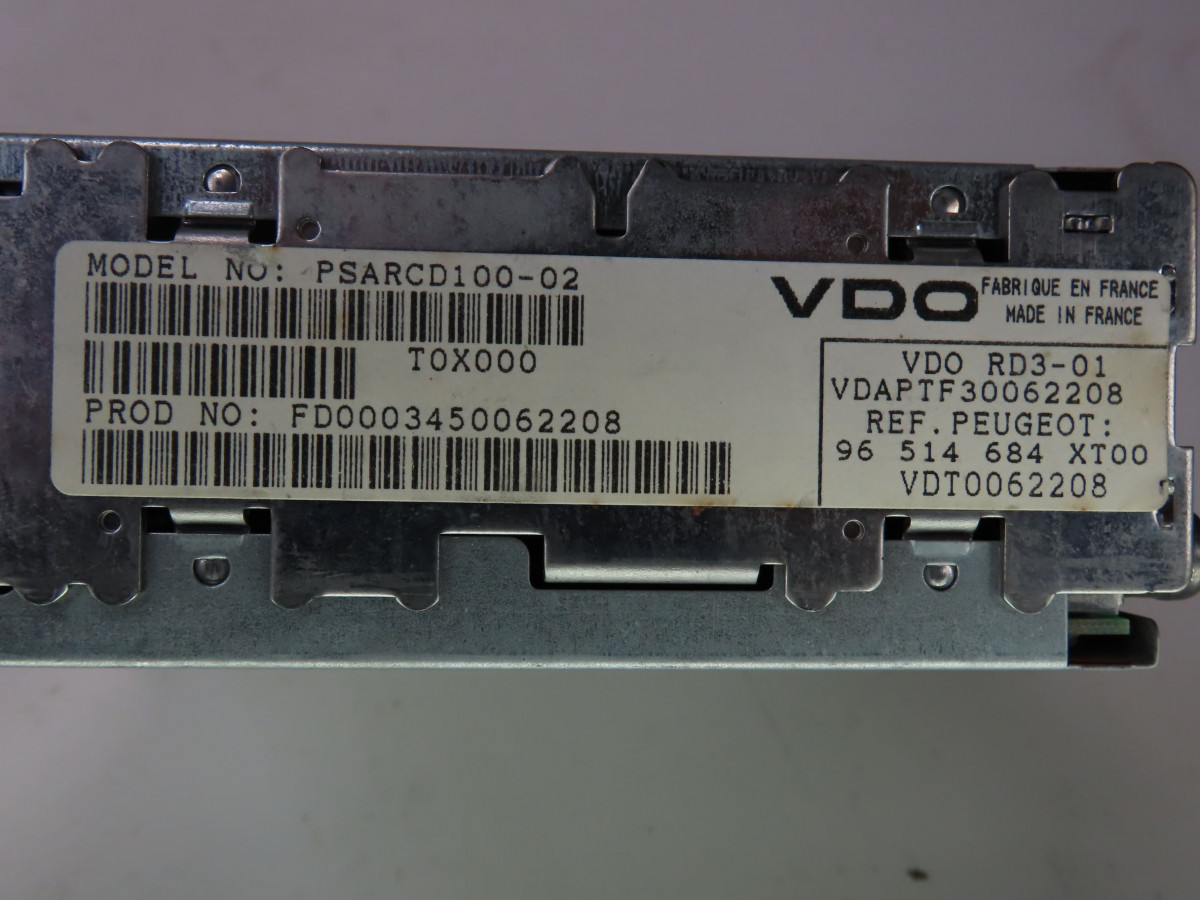 MODEL NO: PSARCD100-02
T0X000
PROD NO: FD0003450062208
VDO
FABRIQUE EN FRANCE
MADE IN FRANCE
VDO RD3-01
VDAPTF30062208
REF. PEUGEOT:
96 514 684 XT00
VDT0062208